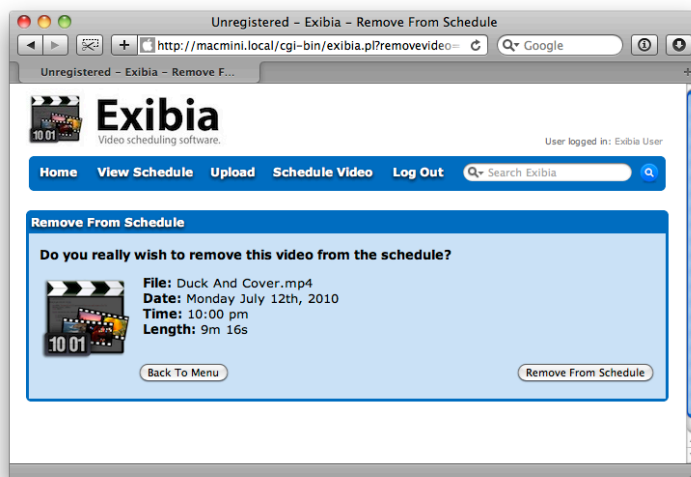 Unregistered – Exibia – Remove From Schedule
http://macmini.local/cgi-bin/exibia.pl?removevideo=
Google
Unregistered – Exibia – Remove F...
10 01
Exibia
Video scheduling software.
User logged in: Exibia User
Home View Schedule Upload Schedule Video Log Out Search Exibia
Remove From Schedule
Do you really wish to remove this video from the schedule?
File: Duck And Cover.mp4
Date: Monday July 12th, 2010
Time: 10:00 pm
Length: 9m 16s
10 01
Back To Menu Remove From Schedule